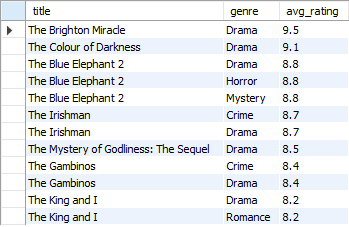 title genre avg_rating
The Brighton Miracle Drama 9.5
The Colour of Darkness Drama 9.1
The Blue Elephant 2 Drama 8.8
The Blue Elephant 2 Horror 8.8
The Blue Elephant 2 Mystery 8.8
The Irishman Crime 8.7
The Irishman Drama 8.7
The Mystery of Godliness: The Sequel Drama 8.5
The Gambinos Crime 8.4
The Gambinos Drama 8.4
The King and I Drama 8.2
The King and I Romance 8.2